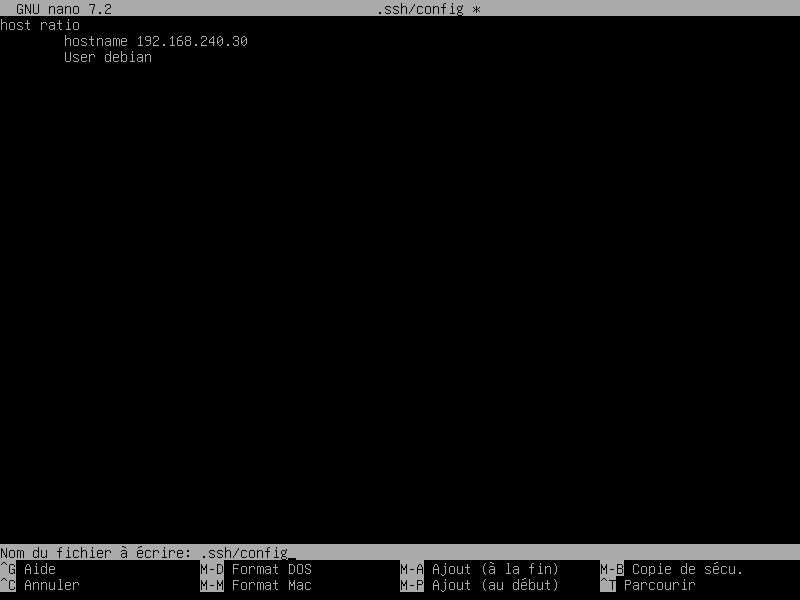 GNU nano 7.2 .ssh/config *
host ratio
hostname 192.168.240.30
User debian
Nom du fichier à écrire: .ssh/config
^G Aide M-D Format DOS M-A Ajout (à la fin) M-B Copie de sécu.
^C Annuler M-M Format Mac M-P Ajout (au début) ^T Parcourir